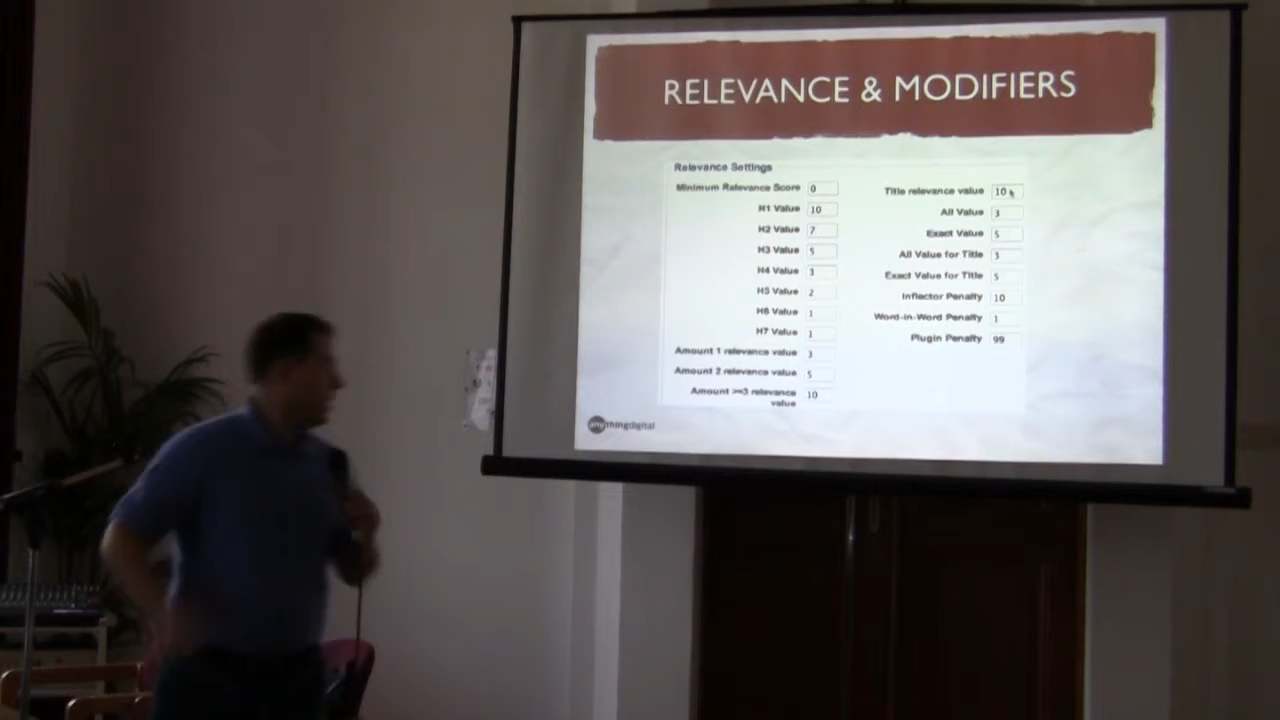 RELEVANCE & MODIFIERS
Relevance Settings
Minimum Relevance Score 0
H1 Value 10
H2 Value 7
H3 Value 5
H4 Value 3
H5 Value 2
H6 Value 1
H7 Value 1
Amount 1 relevance value 3
Amount 2 relevance value 5
Amount >=3 relevance
value 10
Title relevance value 10
All Value 3
Exact Value 5
All Value for Title 3
Exact Value for Title 5
Inflector Penalty 10
Word-in-Word Penalty 1
Plugin Penalty 99
anythingdigital